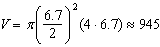 V = π(6.7/2)²(4 · 6.7) ≈ 945